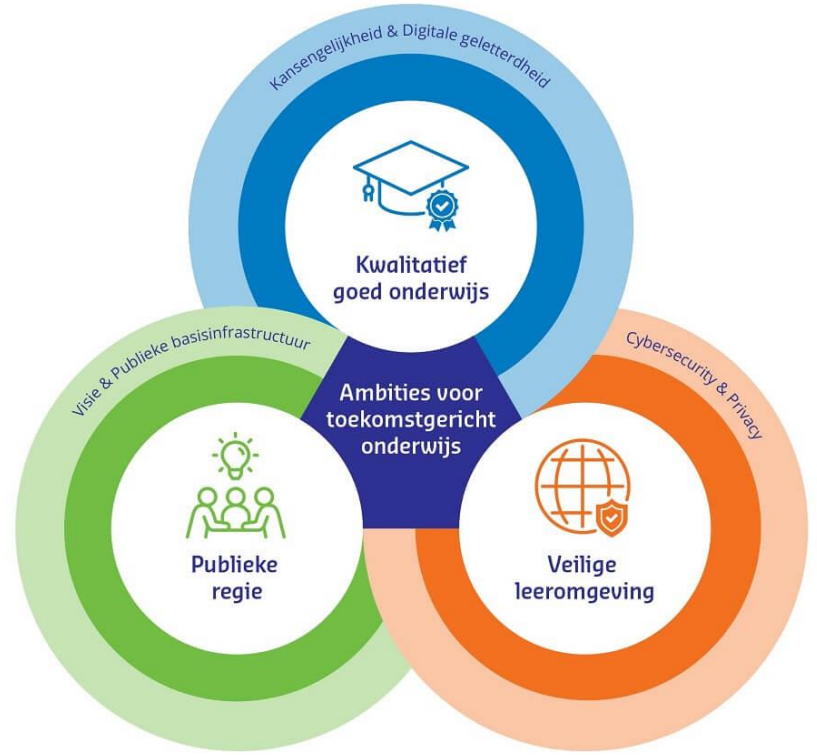 Kansengelijkheid & Digitale geletterdheid
Kwalitatief
goed onderwijs
Visie & Publieke basisinfrastructuur
Cybersecurity & Privacy
Ambities voor
toekomstgericht
onderwijs
Publieke
regie
Veilige
leeromgeving